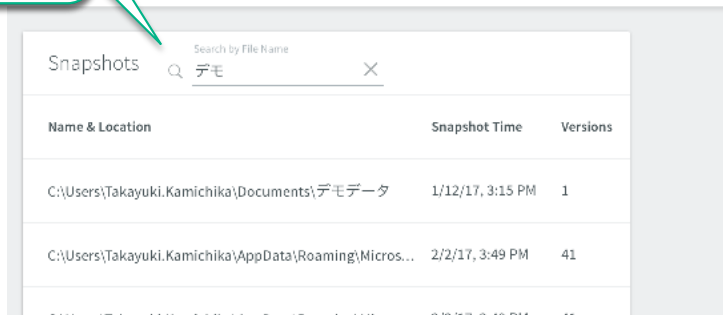 Search by File Name
Snapshots デモ
Name & Location Snapshot Time Versions
C:\Users\Takayuki.Kamichika\Documents\デモデータ 1/12/17, 3:15 PM 1
C:\Users\Takayuki.Kamichika\AppData\Roaming\Micros... 2/2/17, 3:49 PM 41